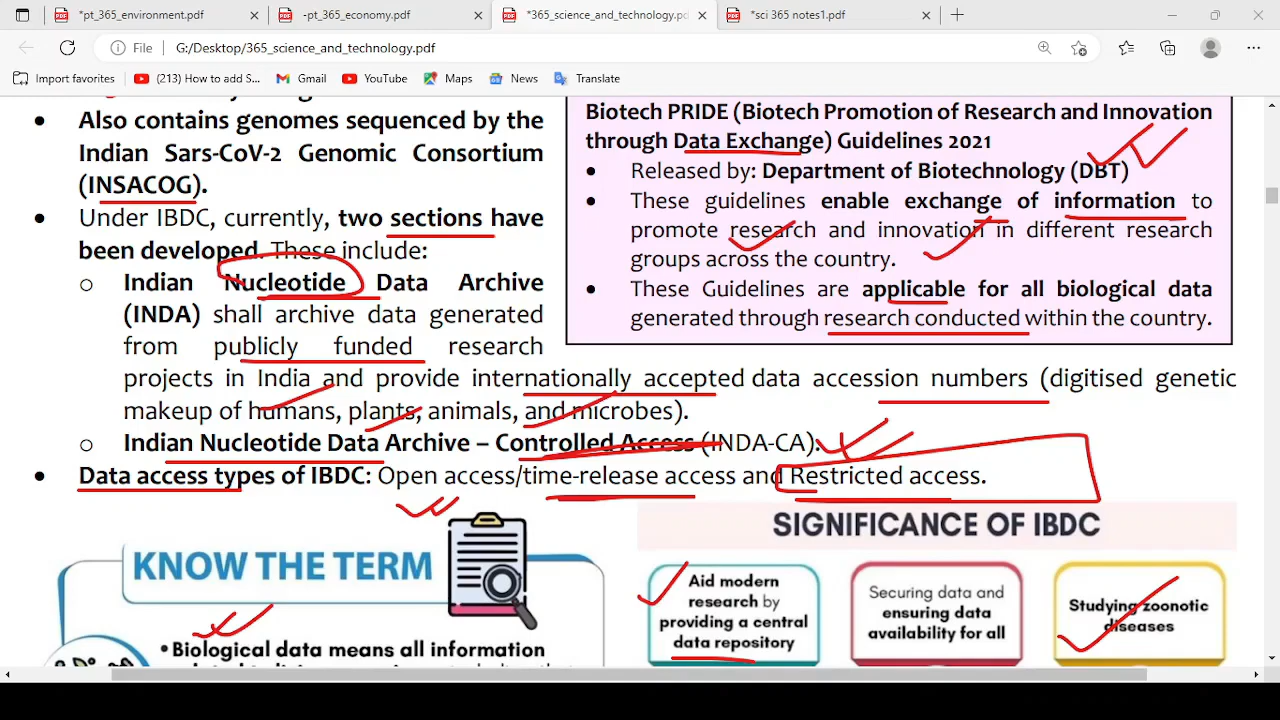 *pt_365_environment.pdf
-pt_365_economy.pdf
*365_science_and_technology.pd
*sci 365 notes1.pdf
File G:/Desktop/365_science_and_technology.pdf
Import favorites
(213) How to add S...
Gmail
YouTube
Maps
News
Translate
• Also contains genomes sequenced by the
Indian Sars-CoV-2 Genomic Consortium
(INSACOG).
• Under IBDC, currently, two sections have
been developed. These include:
o Indian Nucleotide Data Archive
(INDA) shall archive data generated
from publicly funded research
projects in India and provide internationally accepted data accession numbers (digitised genetic
makeup of humans, plants, animals, and microbes).
o Indian Nucleotide Data Archive – Controlled Access (INDA-CA).
• Data access types of IBDC: Open access/time-release access and Restricted access.
Biotech PRIDE (Biotech Promotion of Research and Innovation
through Data Exchange) Guidelines 2021
• Released by: Department of Biotechnology (DBT)
• These guidelines enable exchange of information to
promote research and innovation in different research
groups across the country.
• These Guidelines are applicable for all biological data
generated through research conducted within the country.
KNOW THE TERM
•Biological data means all information
SIGNIFICANCE OF IBDC
Aid modern
research by
providing a central
data repository
Securing data and
ensuring data
availability for all
Studying zoonotic
diseases